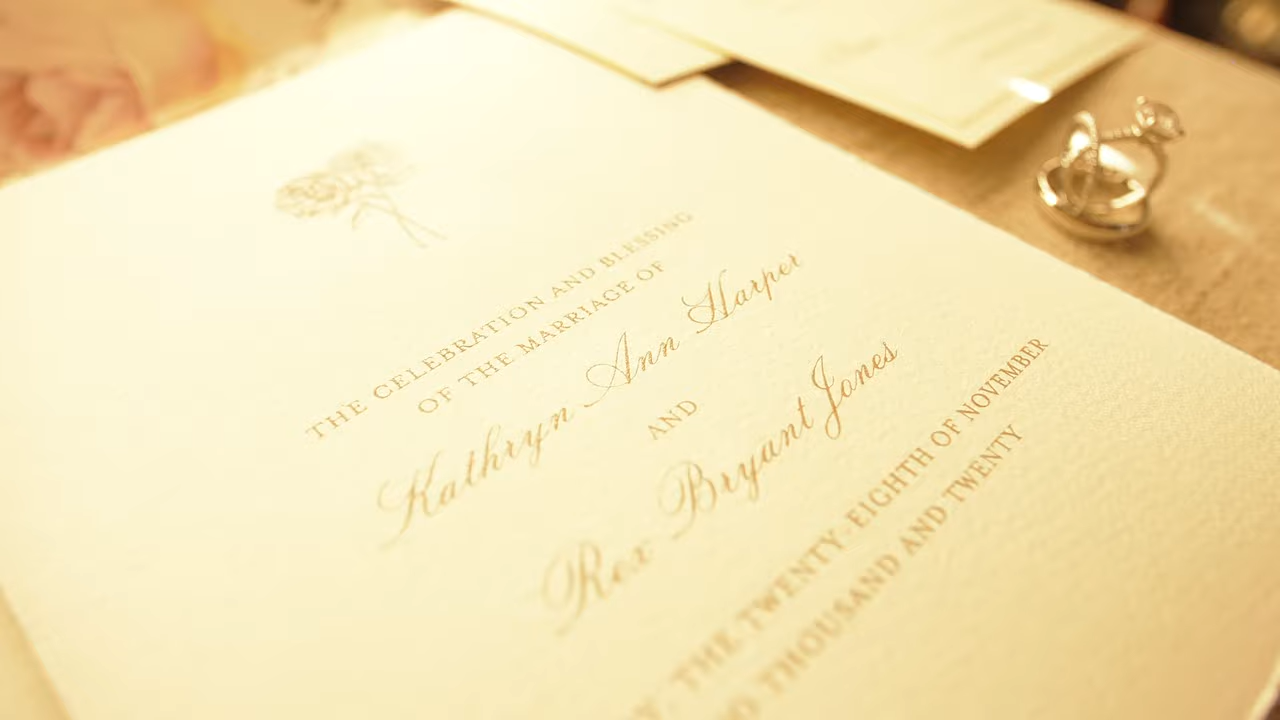 THE CELEBRATION AND BLESSING
OF THE MARRIAGE OF
Kathryn Ann Harper
AND
Rex Bryant Jones
THE TWENTY-EIGHTH OF NOVEMBER
THOUSAND AND TWENTY